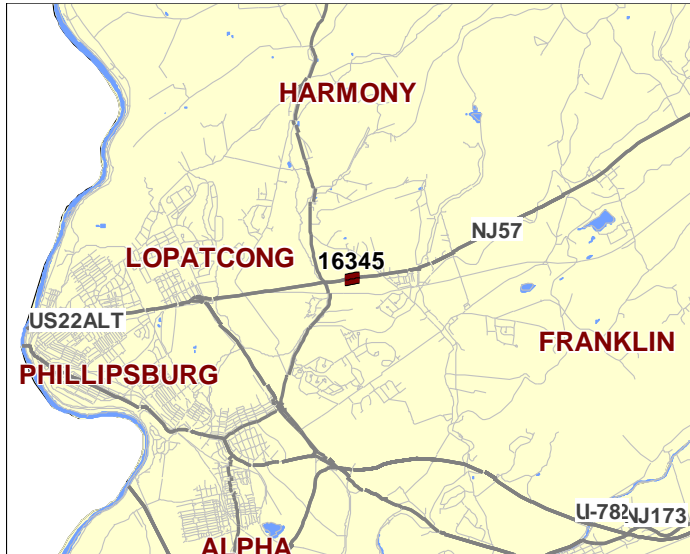 HARMONY
NJ57
LOPATCONG
16345
US22ALT
FRANKLIN
PHILLIPSBURG
I-78
NJ173
ALPHA